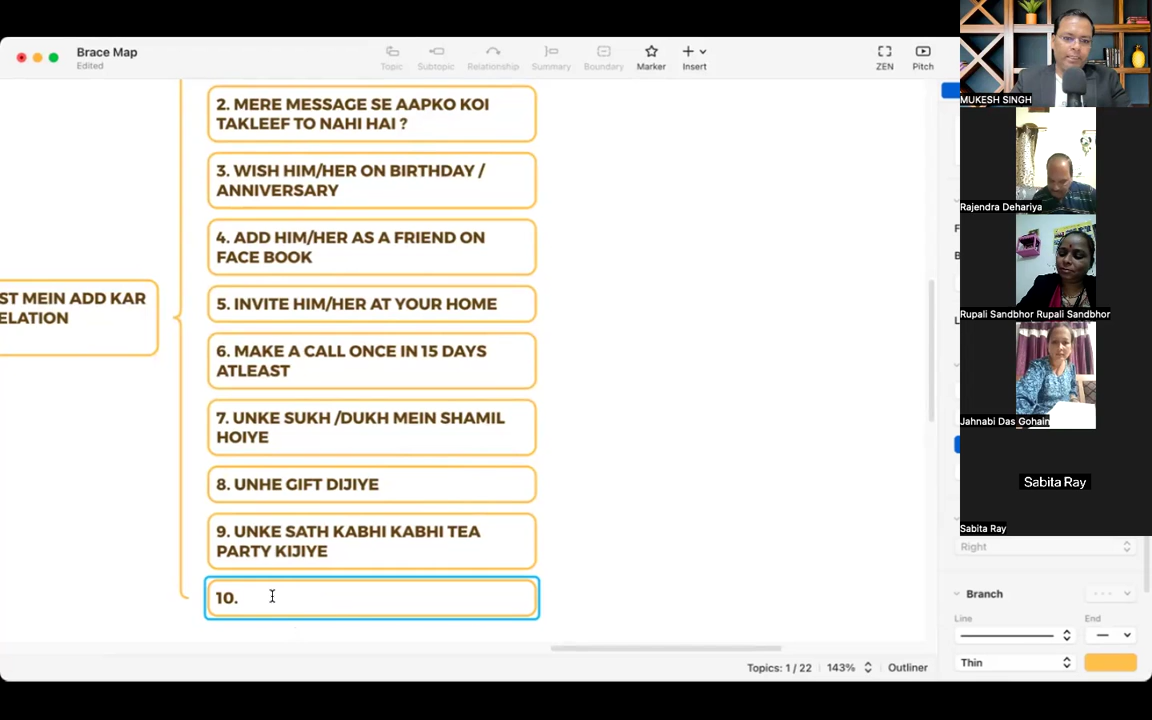 Brace Map
Edited
Topic
Subtopic
Relationship
Summary
Boundary
Marker
Insert
ZEN
Pitch
2. MERE MESSAGE SE AAPKO KOI
TAKLEEF TO NAHI HAI ?
3. WISH HIM/HER ON BIRTHDAY /
ANNIVERSARY
4. ADD HIM/HER AS A FRIEND ON
FACE BOOK
5. INVITE HIM/HER AT YOUR HOME
6. MAKE A CALL ONCE IN 15 DAYS
ATLEAST
7. UNKE SUKH /DUKH MEIN SHAMIL
HOIYE
8. UNHE GIFT DIJIYE
9. UNKE SATH KABHI KABHI TEA
PARTY KIJIYE
10.
ST MEIN ADD KAR
ELATION
MUKESH SINGH
Rajendra Dehariya
Rupali Sandbhor Rupali Sandbhor
Jahnabi Das Gohain
Sabita Ray
Sabita Ray
Right
Branch
Line
End
Thin
Topics: 1 / 22
143%
Outliner